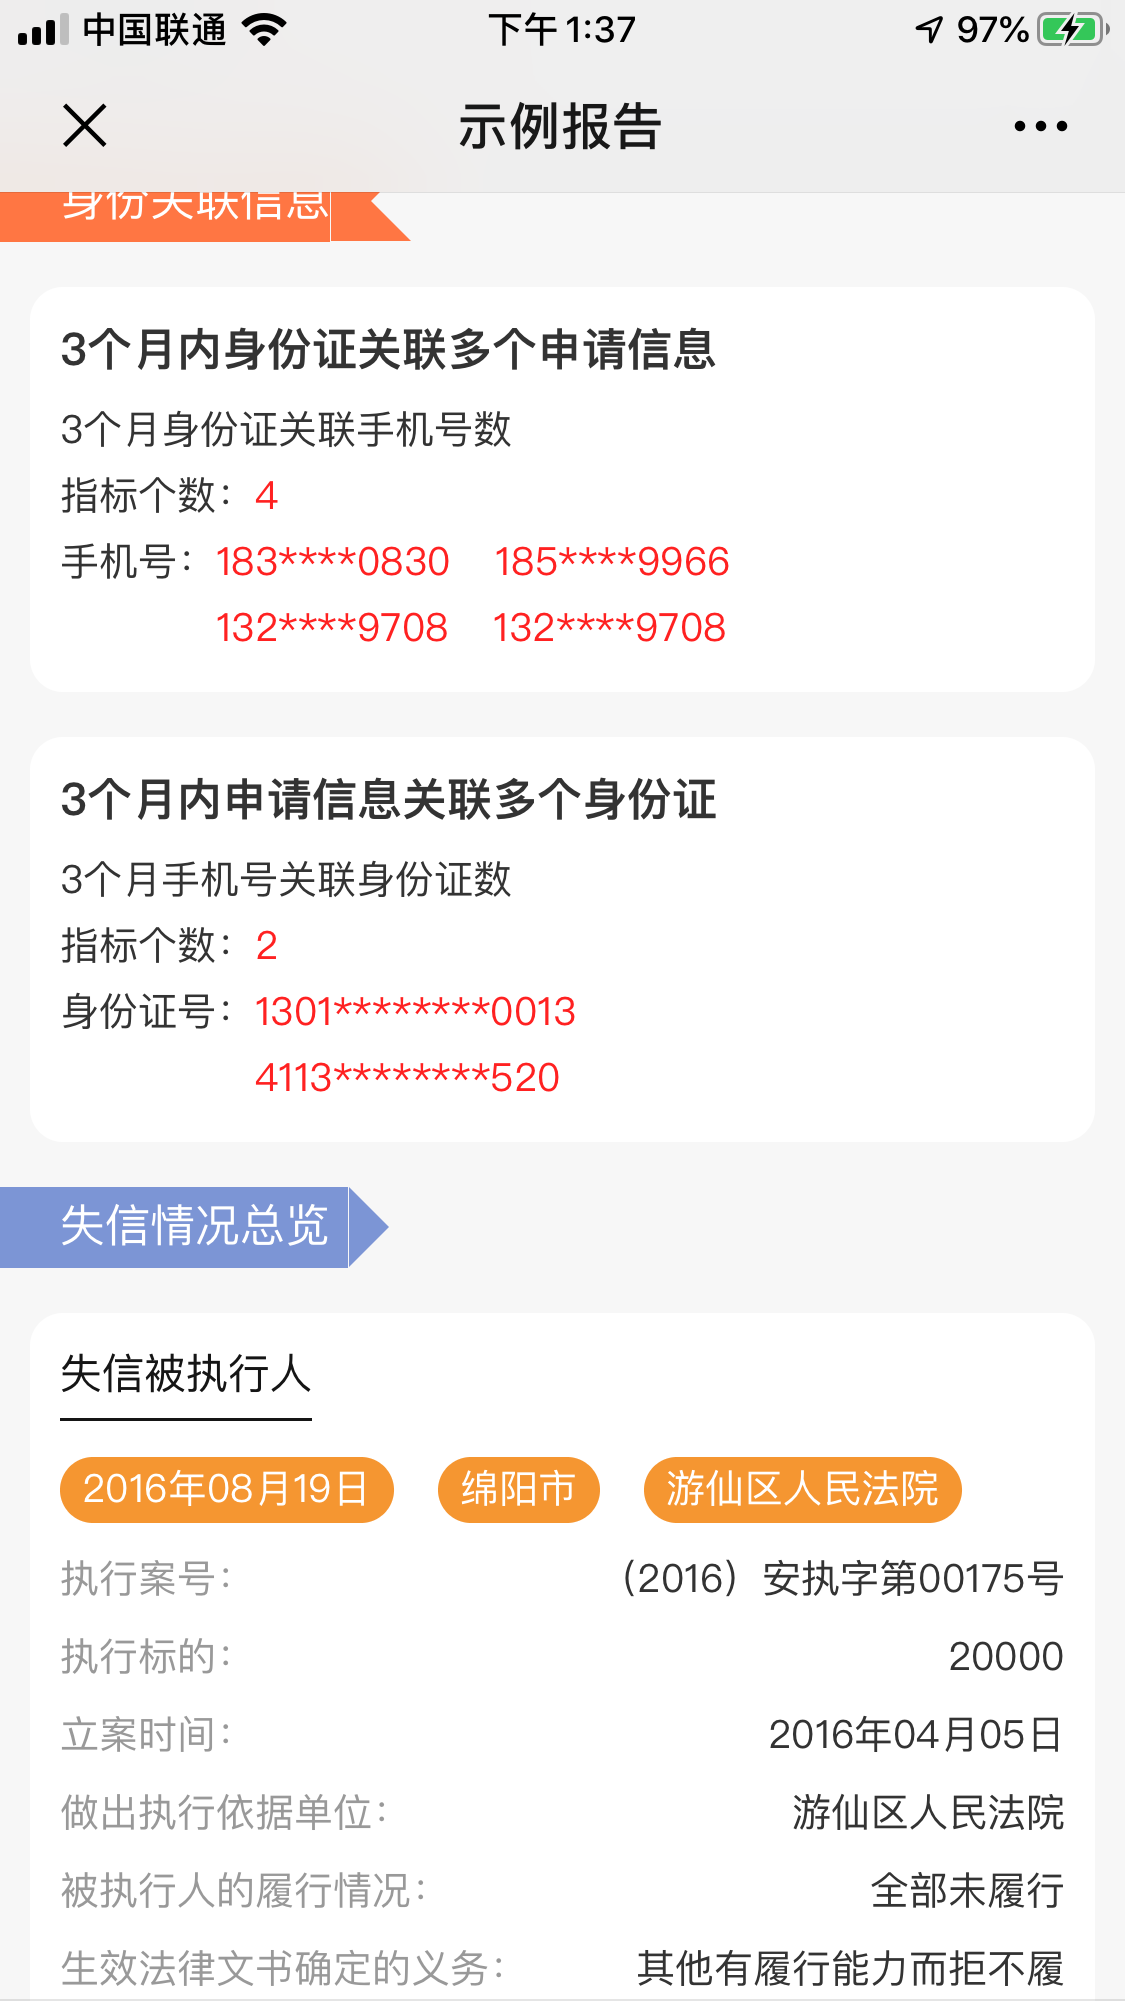 中国联通 下午1:37 97%
示例报告
身份关联信息
3个月内身份证关联多个申请信息
3个月身份证关联手机号数
指标个数：4
手机号：183****0830 185****9966
132****9708 132****9708
3个月内申请信息关联多个身份证
3个月手机号关联身份证数
指标个数：2
身份证号：1301********0013
4113********520
失信情况总览
失信被执行人
2016年08月19日 绵阳市 游仙区人民法院
执行案号： （2016）安执字第00175号
执行标的： 20000
立案时间： 2016年04月05日
做出执行依据单位： 游仙区人民法院
被执行人的履行情况： 全部未履行
生效法律文书确定的义务： 其他有履行能力而拒不履